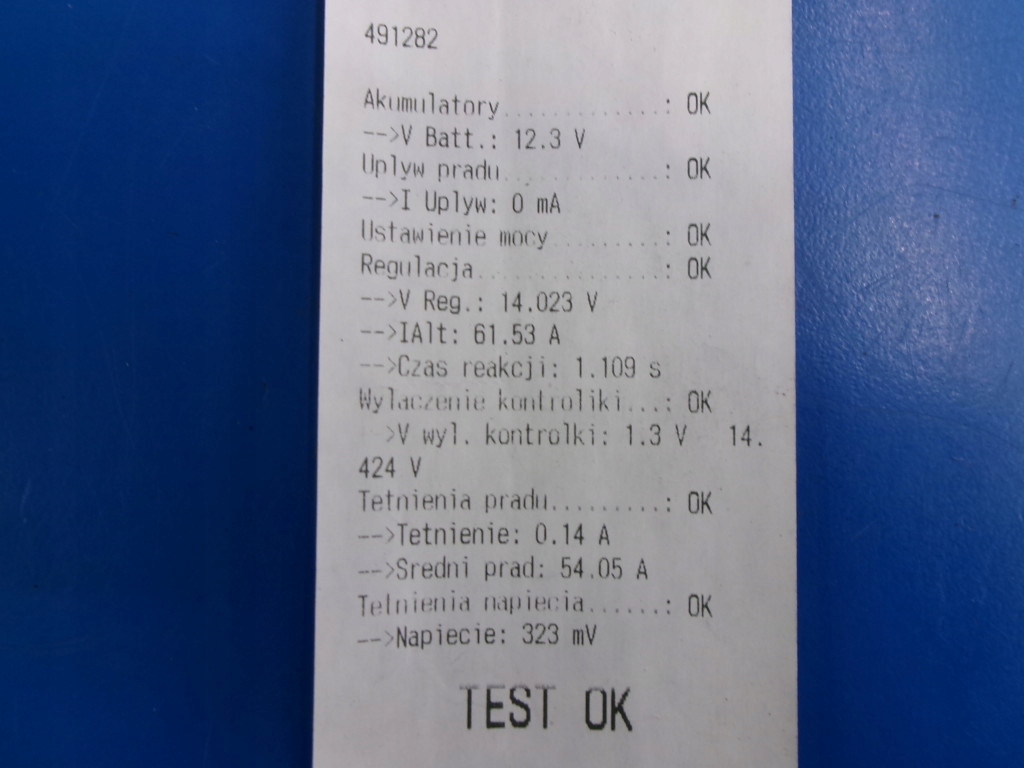 491282
Akumulatory.............: OK
-->V Batt.: 12.3 V
Uplyw pradu.............: OK
-->I Uplyw: 0 mA
Ustawienie mocy.........: OK
Regulacja...............: OK
-->V Reg.: 14.023 V
-->IAlt: 61.53 A
-->Czas reakcji: 1.109 s
Wylaczenie kontroliki...: OK
>V wyl. kontrolki: 1.3 V 14.
424 V
Tetnienia pradu.........: OK
-->Tetnienie: 0.14 A
-->Sredni prad: 54.05 A
Tetnienia napiecia......: OK
-->Napiecie: 323 mV
TEST OK